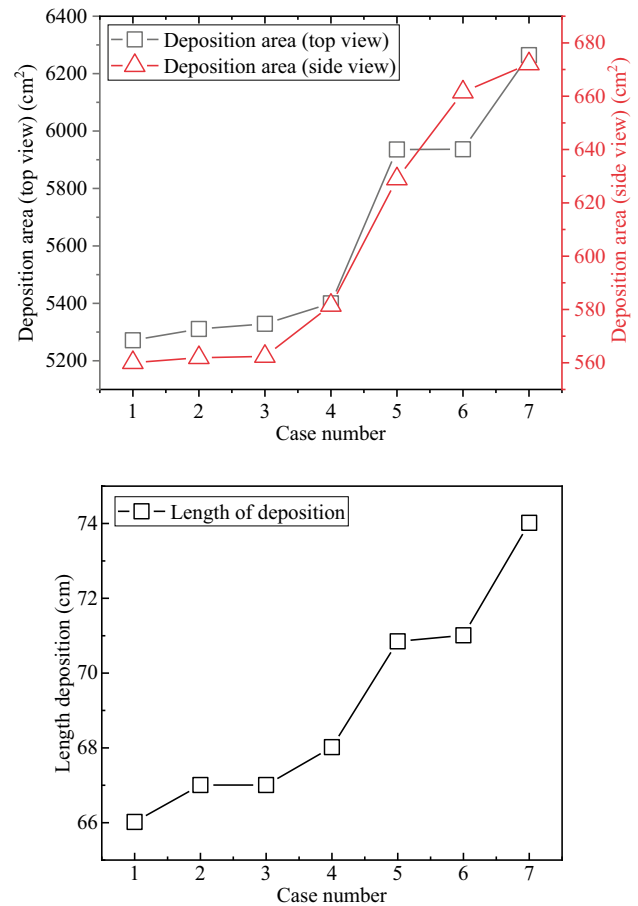 6400
6200
6000
5800
5600
5400
5200
Deposition area (top view) (cm²)
Deposition area (top view)
Deposition area (side view)
680
660
640
620
600
580
560
Deposition area (side view) (cm²)
1 2 3 4 5 6 7
Case number
74
72
70
68
66
Length deposition (cm)
Length of deposition
1 2 3 4 5 6 7
Case number